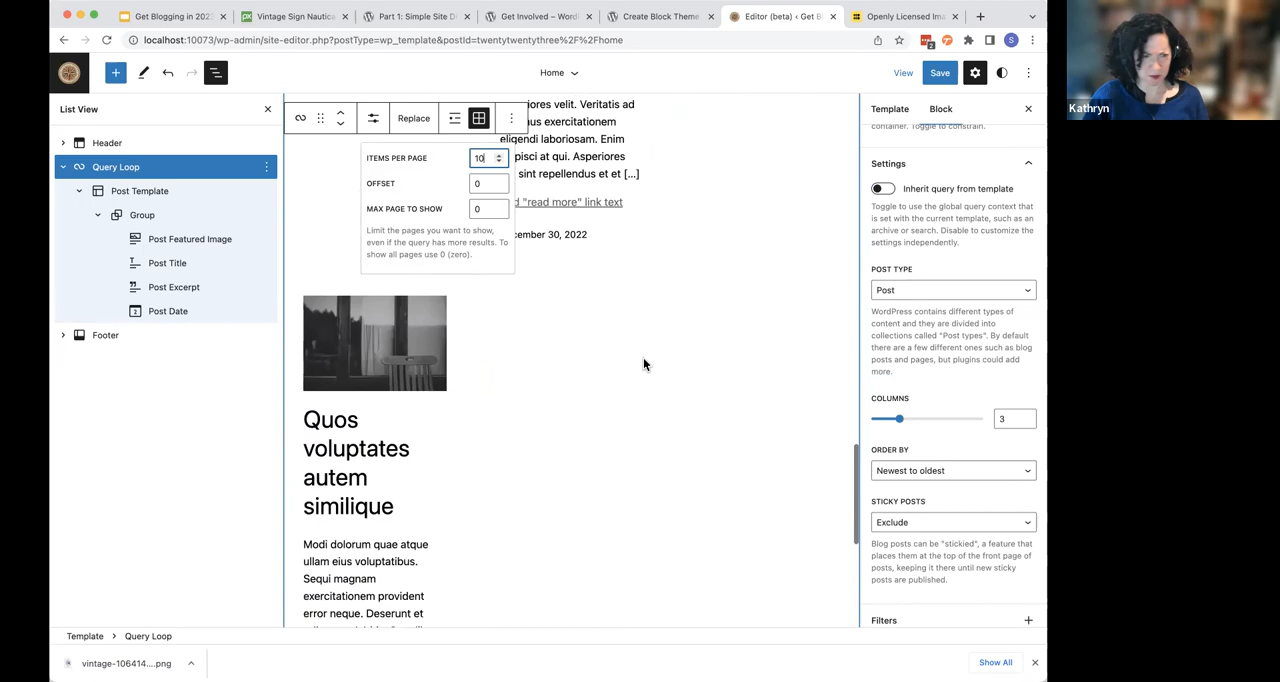 Get Blogging in 2023
Vintage Sign Nautica
Part 1: Simple Site D
Get Involved – Word
Create Block Theme
Editor (beta) ‹ Get B
Openly Licensed Ima
localhost:10073/wp-admin/site-editor.php?postType=wp_template&postId=twentytwentythree%2F%2Fhome
2
S
Kathryn
Home
View
Save
List View
Header
Query Loop
Post Template
Group
Post Featured Image
Post Title
Post Excerpt
Post Date
Footer
Replace
ITEMS PER PAGE
10
OFFSET
0
MAX PAGE TO SHOW
0
Limit the pages you want to show,
even if the query has more results. To
show all pages use 0 (zero).
iores velit. Veritatis ad
us exercitationem
eligendi laboriosam. Enim
pisci at qui. Asperiores
sint repellendus et et [...]
d "read more" link text
cember 30, 2022
Quos
voluptates
autem
similique
Modi dolorum quae atque
ullam eius voluptatibus.
Sequi magnam
exercitationem provident
error neque. Deserunt et
Template
Block
container. Toggle to constrain.
Settings
Inherit query from template
Toggle to use the global query context that
is set with the current template, such as an
archive or search. Disable to customize the
settings independently.
POST TYPE
Post
WordPress contains different types of
content and they are divided into
collections called "Post types". By default
there are a few different ones such as blog
posts and pages, but plugins could add
more.
COLUMNS
3
ORDER BY
Newest to oldest
STICKY POSTS
Exclude
Blog posts can be "stickied", a feature that
places them at the top of the front page of
posts, keeping it there until new sticky
posts are published.
Filters
Template > Query Loop
vintage-106414....png
Show All